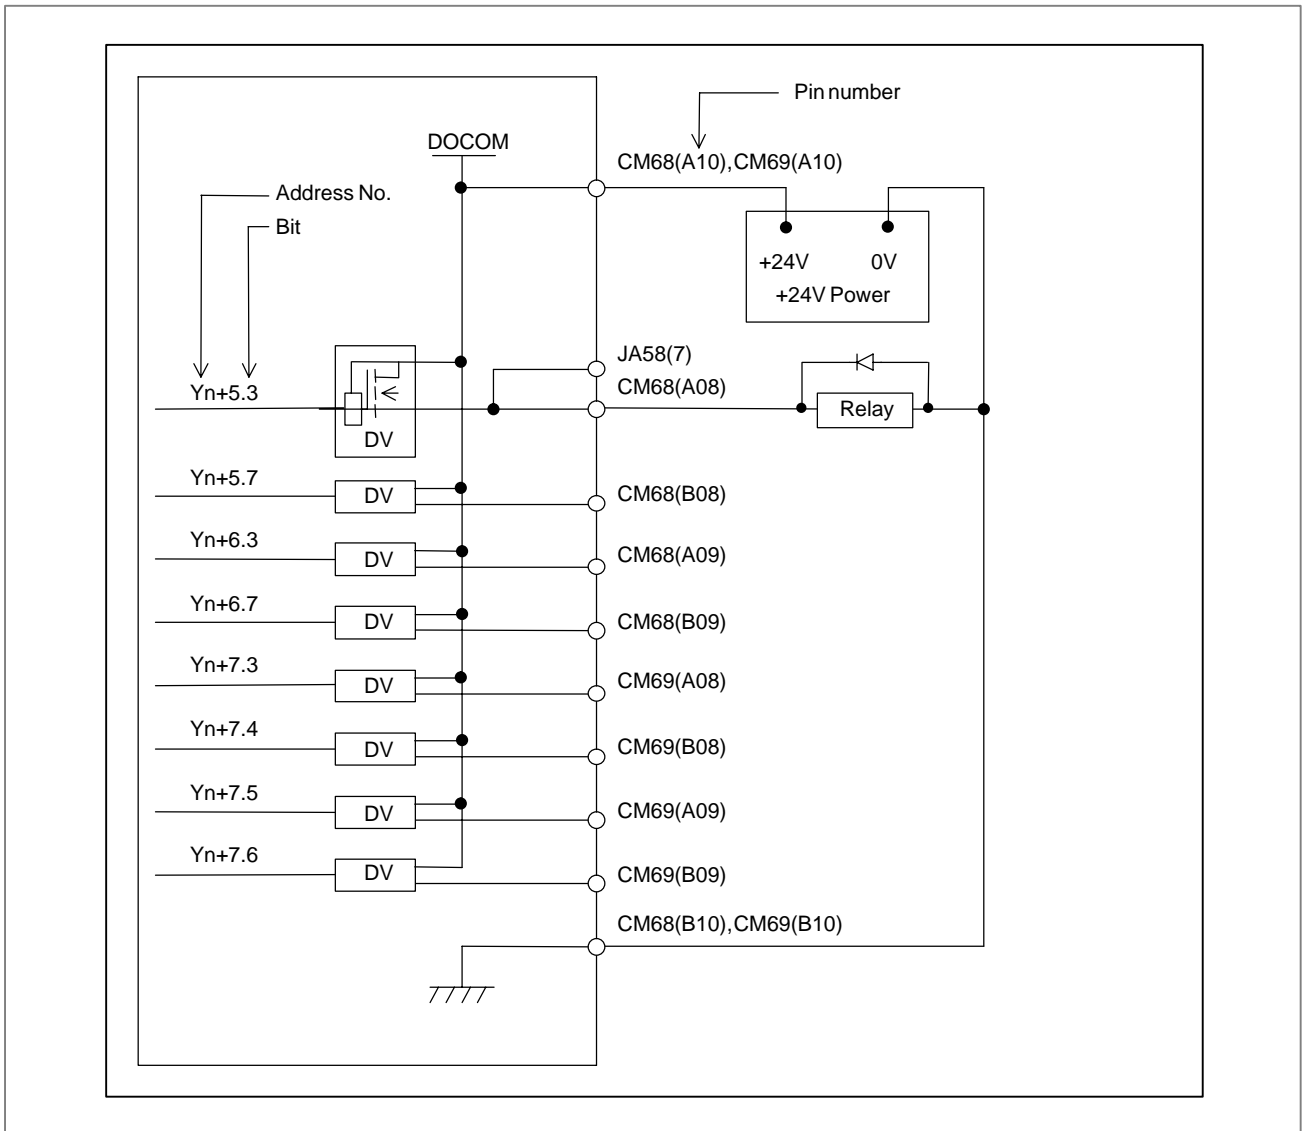 Pin number
DOCOM
CM68(A10),CM69(A10)
Address No.
Bit
+24V 0V
+24V Power
JA58(7)
Yn+5.3
CM68(A08)
Relay
DV
Yn+5.7
DV
CM68(B08)
Yn+6.3
DV
CM68(A09)
Yn+6.7
DV
CM68(B09)
Yn+7.3
DV
CM69(A08)
Yn+7.4
DV
CM69(B08)
Yn+7.5
DV
CM69(A09)
Yn+7.6
DV
CM69(B09)
CM68(B10),CM69(B10)